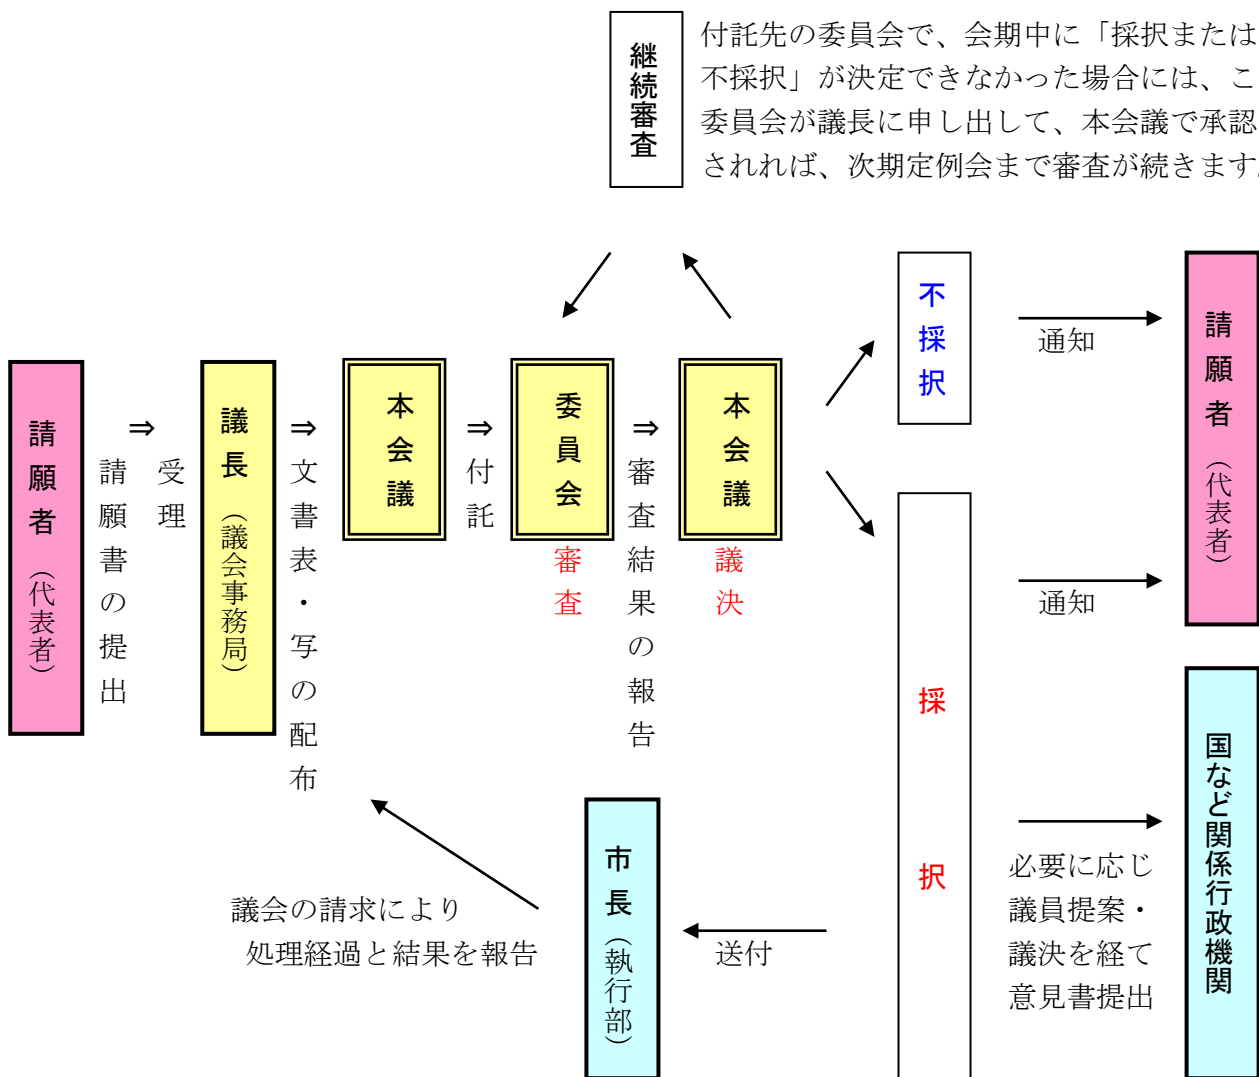 継続審査
付託先の委員会で、会期中に「採択または
不採択」が決定できなかった場合には、こ
委員会が議長に申し出して、本会議で承認
されれば、次期定例会まで審査が続きます。
請願者（代表者）
⇒
請願書の提出
受理
議長（議会事務局）
⇒
文書表・写の配布
本会議
⇒
付託
委員会
審査
⇒
審査結果の報告
本会議
議決
不採択
通知
請願者（代表者）
採択
通知
国など関係行政機関
必要に応じ
議員提案・
議決を経て
意見書提出
送付
市長（執行部）
議会の請求により
処理経過と結果を報告